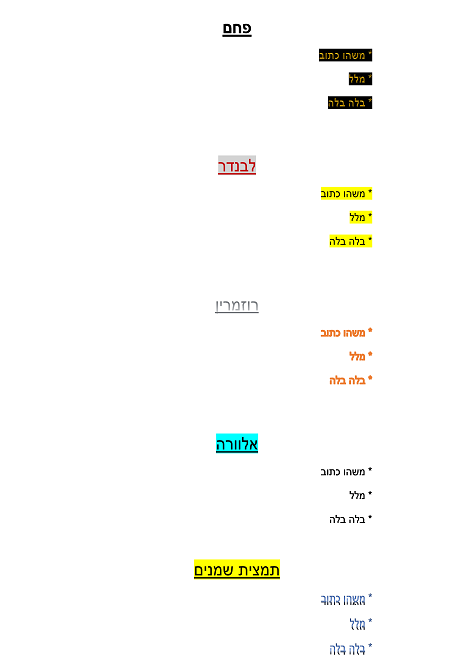 פחם
* משהו כתוב
* מלל
* בלה בלה
לבנדר
* משהו כתוב
* מלל
* בלה בלה
רוזמרין
* משהו כתוב
* מלל
* בלה בלה
אלוורה
* משהו כתוב
* מלל
* בלה בלה
תמצית שמנים
* משהו כתוב
* מלל
* בלה בלה